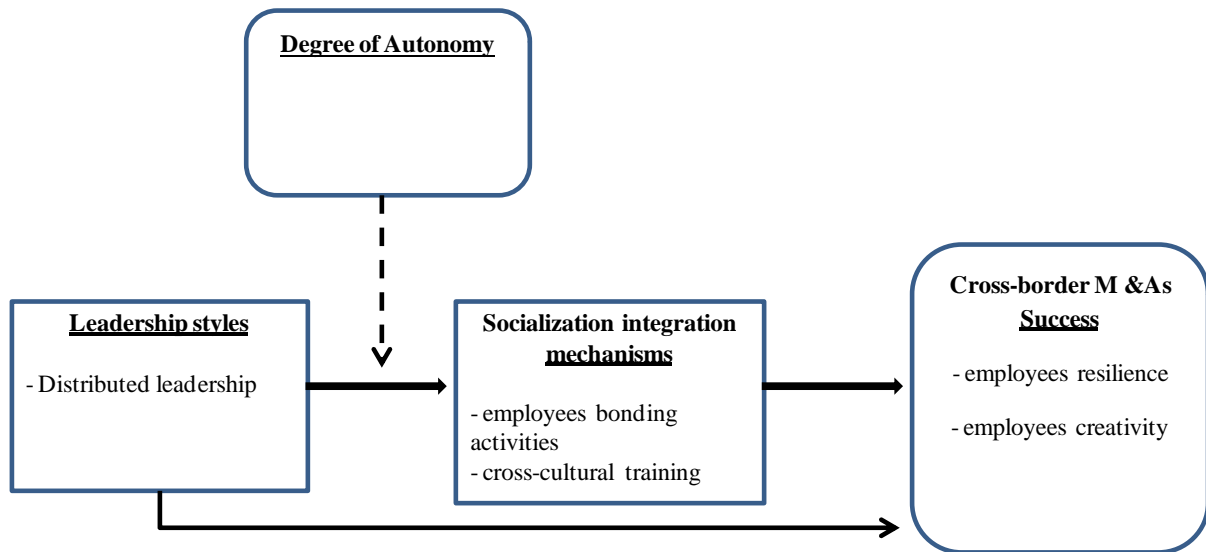 Degree of Autonomy
Leadership styles
- Distributed leadership
Socialization integration
mechanisms
- employees bonding
activities
- cross-cultural training
Cross-border M &As
Success
- employees resilience
- employees creativity